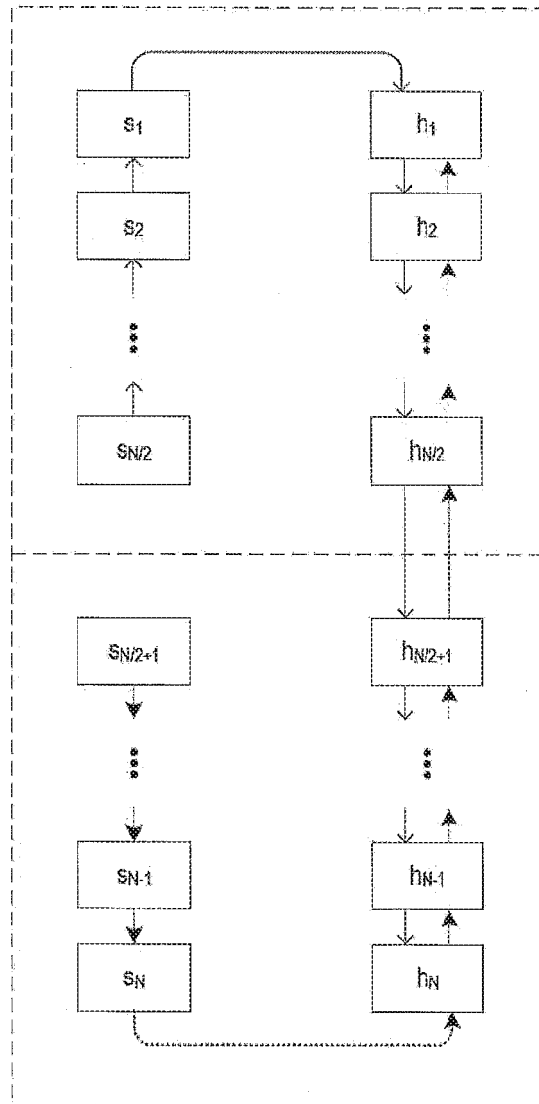 s₁ h₁
s₂ h₂
... ...
sN/2 hN/2
sN/2+1 hN/2+1
... ...
sN-1 hN-1
sN hN